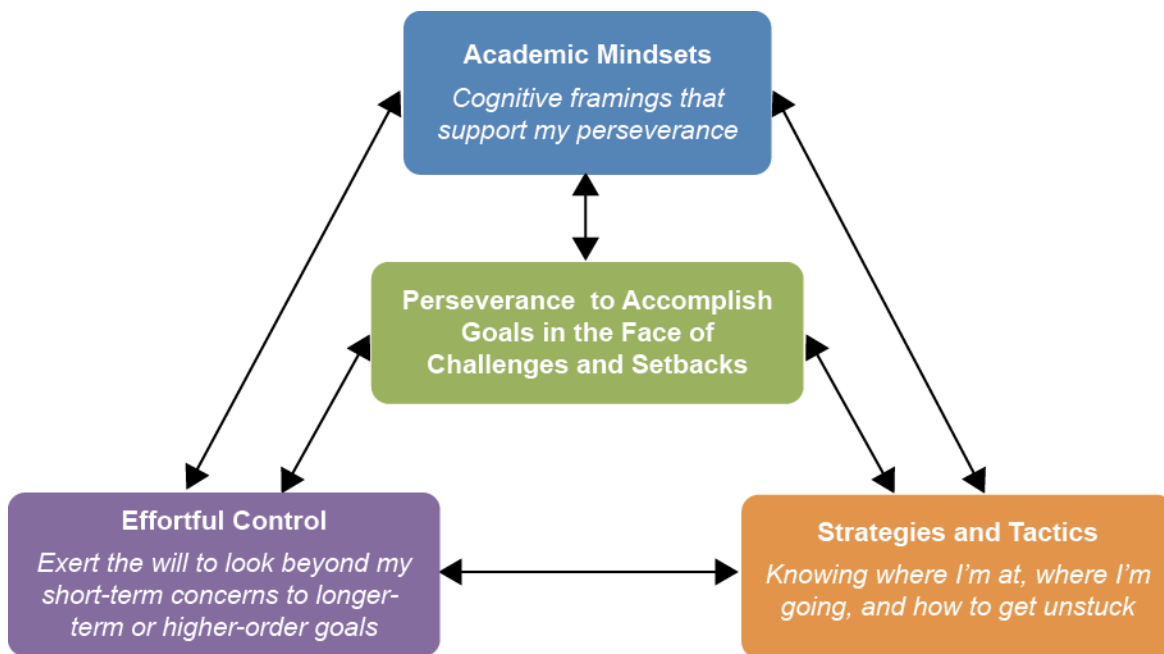 Academic Mindsets
Cognitive framings that
support my perseverance
Perseverance to Accomplish
Goals in the Face of
Challenges and Setbacks
Effortful Control
Exert the will to look beyond my
short-term concerns to longer-
term or higher-order goals
Strategies and Tactics
Knowing where I'm at, where I'm
going, and how to get unstuck